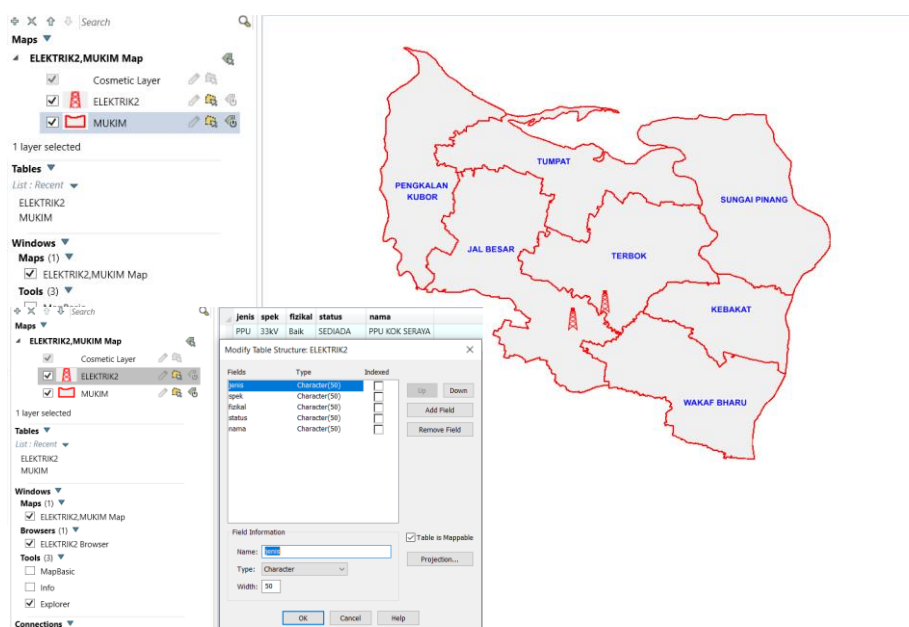 Search
Maps
ELEKTRIK2,MUKIM Map
Cosmetic Layer
ELEKTRIK2
MUKIM
1 layer selected
Tables
List : Recent
ELEKTRIK2
MUKIM
Windows
Maps (1)
ELEKTRIK2,MUKIM Map
Tools (3)
Search
Maps
ELEKTRIK2,MUKIM Map
Cosmetic Layer
ELEKTRIK2
MUKIM
1 layer selected
Tables
List : Recent
ELEKTRIK2
MUKIM
Windows
Maps (1)
ELEKTRIK2,MUKIM Map
Browsers (1)
ELEKTRIK2 Browser
Tools (3)
MapBasic
Info
Explorer
Connections
jenis spek fizikal status nama
PPU 33kV Baik SEDIADA PPU KOK SERAYA
Modify Table Structure: ELEKTRIK2
Fields Type Indexed
jenis Character(50)
spek Character(50)
fizikal Character(50)
status Character(50)
nama Character(50)
Up Down
Add Field
Remove Field
Field Information
Name: jenis
Type: Character
Width: 50
Table is Mappable
Projection...
OK Cancel Help
TUMPAT
PENGKALAN
KUBOR
SUNGAI PINANG
JAL BESAR
TERBOK
KEBAKAT
WAKAF BHARU